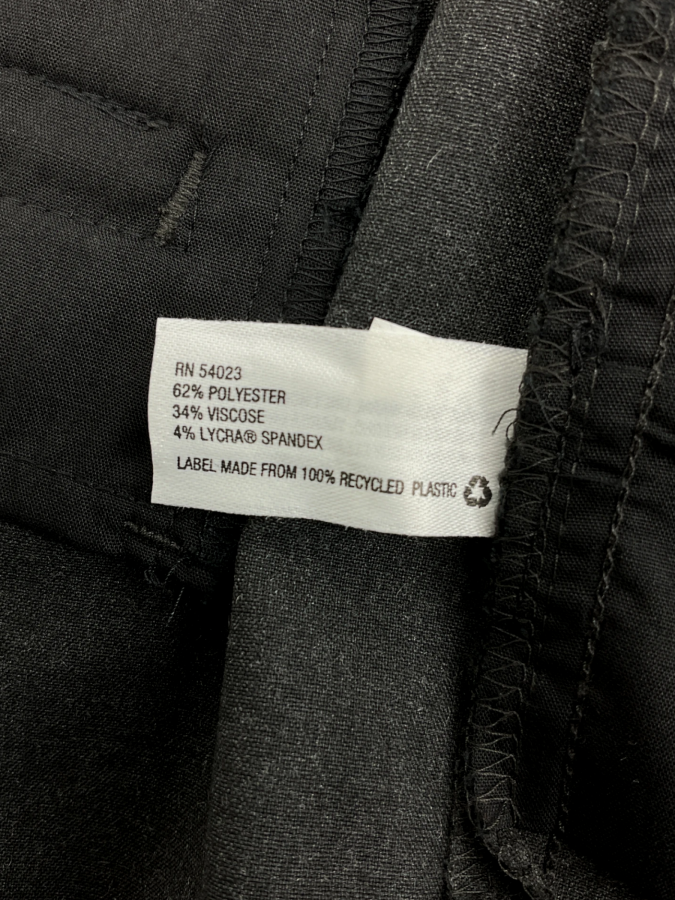 RN 54023
62% POLYESTER
34% VISCOSE
4% LYCRA® SPANDEX
LABEL MADE FROM 100% RECYCLED PLASTIC